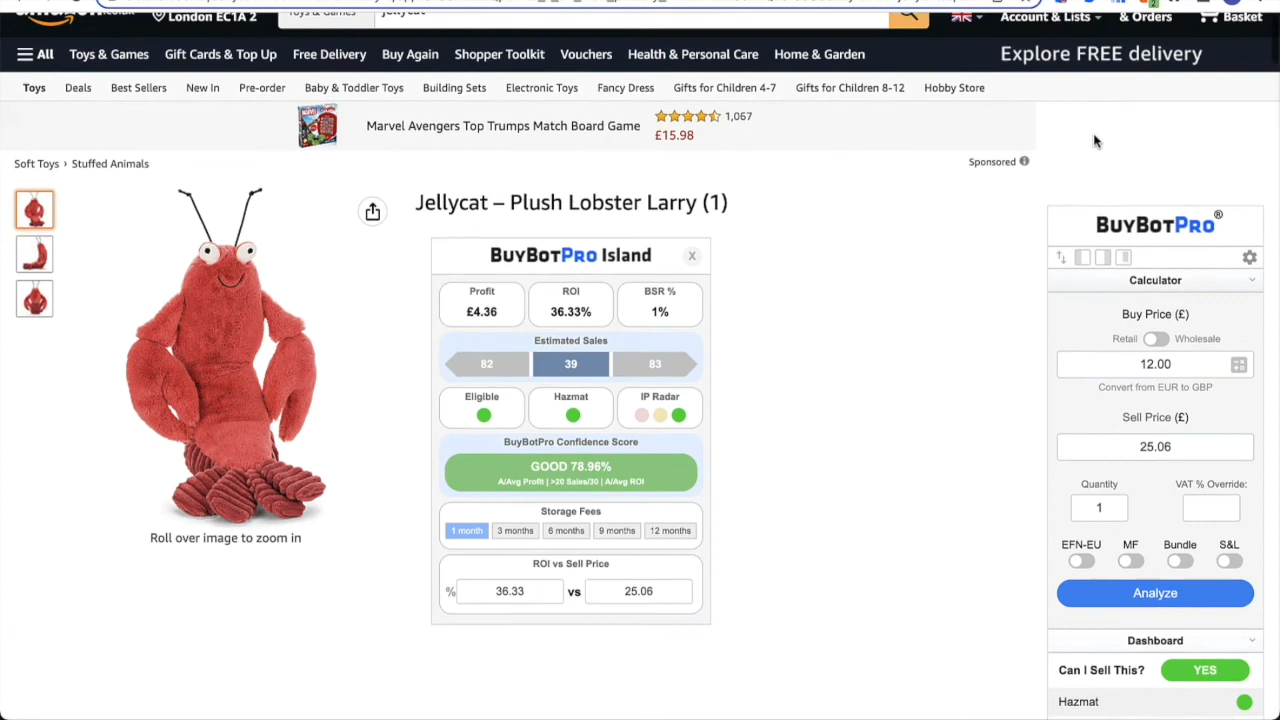 London EC1A 2
Toys & Games
jellycat
Account & Lists
& Orders
Basket
All Toys & Games Gift Cards & Top Up Free Delivery Buy Again Shopper Toolkit Vouchers Health & Personal Care Home & Garden Explore FREE delivery
Toys Deals Best Sellers New In Pre-order Baby & Toddler Toys Building Sets Electronic Toys Fancy Dress Gifts for Children 4-7 Gifts for Children 8-12 Hobby Store
Marvel Avengers Top Trumps Match Board Game
1,067
£15.98
Soft Toys › Stuffed Animals
Sponsored
Jellycat – Plush Lobster Larry (1)
Roll over image to zoom in
BuyBotPro Island X
Profit ROI BSR %
£4.36 36.33% 1%
Estimated Sales
82 39 83
Eligible Hazmat IP Radar
BuyBotPro Confidence Score
GOOD 78.96%
A/Avg Profit | >20 Sales/30 | A/Avg ROI
Storage Fees
1 month 3 months 6 months 9 months 12 months
ROI vs Sell Price
% 36.33 vs 25.06
BuyBotPro®
Calculator
Buy Price (£)
Retail Wholesale
12.00
Convert from EUR to GBP
Sell Price (£)
25.06
Quantity VAT % Override:
1
EFN-EU MF Bundle S&L
Analyze
Dashboard
Can I Sell This? YES
Hazmat